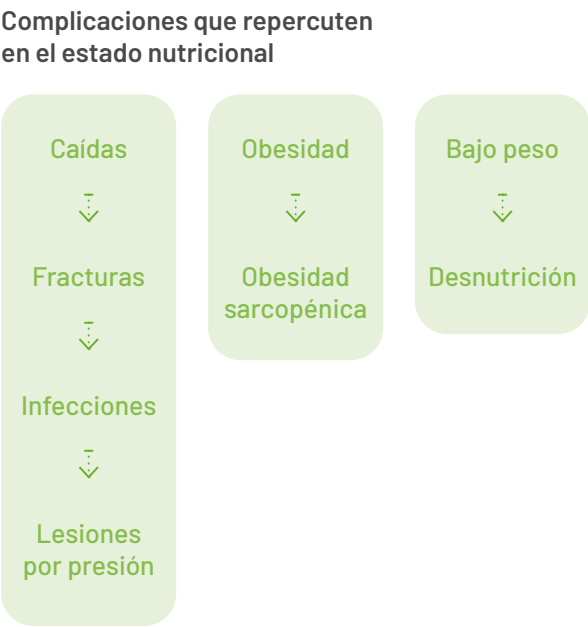 Complicaciones que repercuten
en el estado nutricional
Caídas
Fracturas
Infecciones
Lesiones
por presión
Obesidad
Obesidad
sarcopénica
Bajo peso
Desnutrición